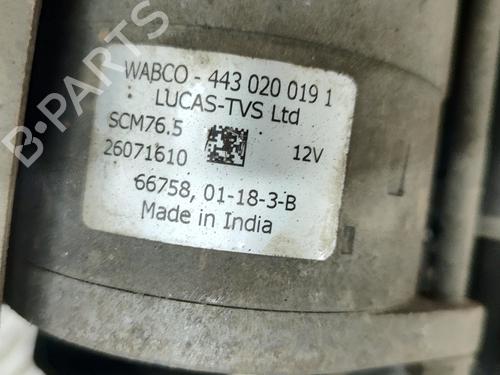 WABCO - 443 020 019 1
LUCAS-TVS Ltd
SCM76.5
26071610 12V
66758, 01-18-3-B
Made in India